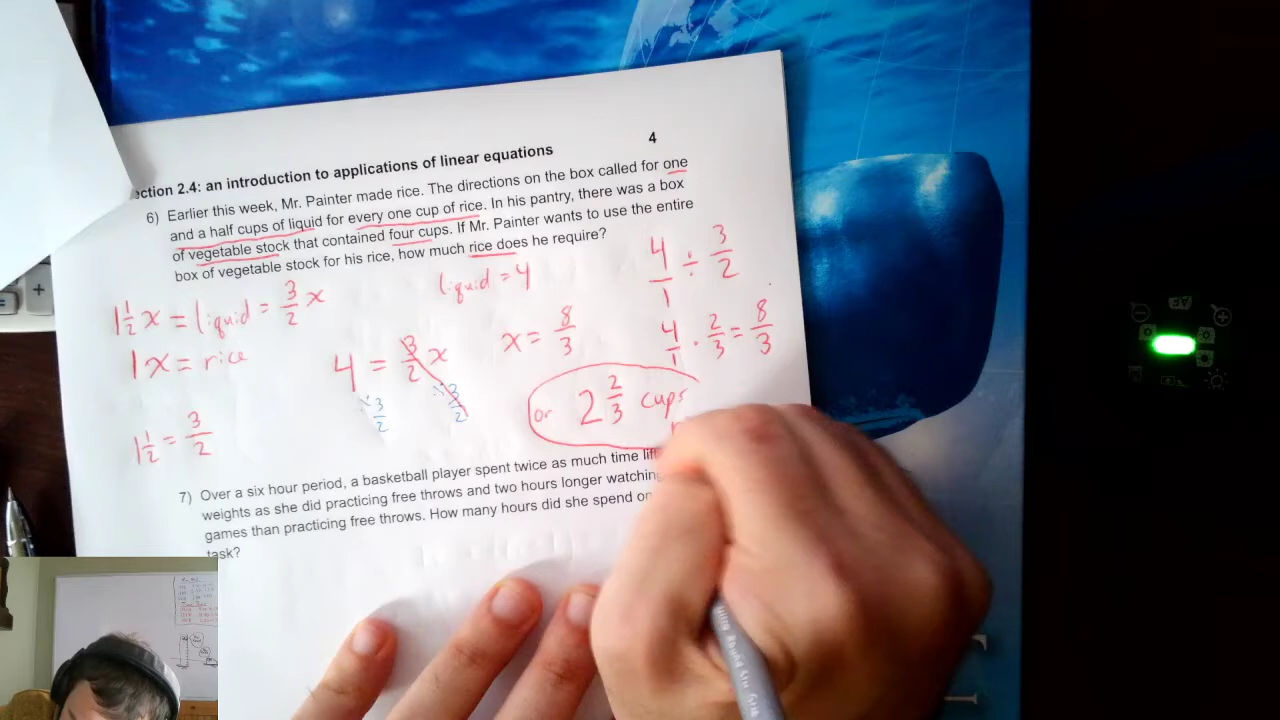 4
ection 2.4: an introduction to applications of linear equations
6) Earlier this week, Mr. Painter made rice. The directions on the box called for one
and a half cups of liquid for every one cup of rice. In his pantry, there was a box
of vegetable stock that contained four cups. If Mr. Painter wants to use the entire
box of vegetable stock for his rice, how much rice does he require?
1 1/2 x = liquid = 3/2 x
liquid = 4
4/1 ÷ 3/2
1x = rice
4 = 3/2 x
÷ 3/2 ÷ 3/2
x = 8/3
4/1 · 2/3 = 8/3
or 2 2/3 cups
1 1/2 = 3/2
7) Over a six hour period, a basketball player spent twice as much time
weights as she did practicing free throws and two hours longer watching
games than practicing free throws. How many hours did she spend on
task?
AF